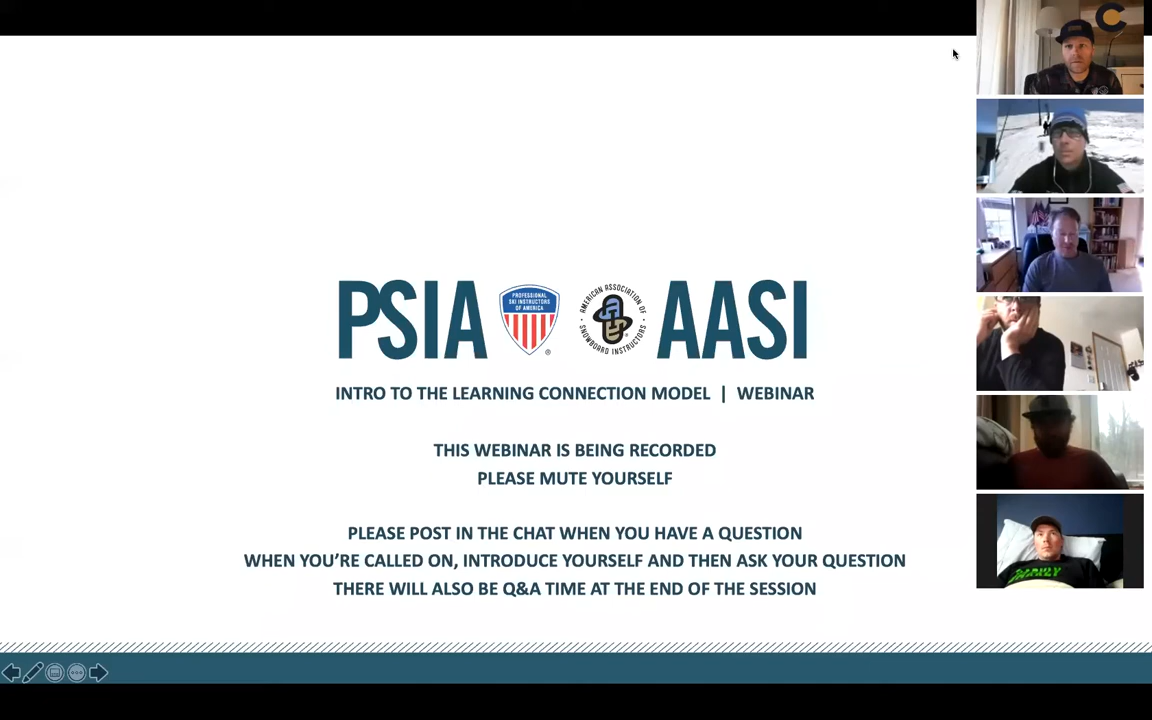 PSIA
PROFESSIONAL
SKI INSTRUCTORS
OF AMERICA
®
AMERICAN ASSOCIATION OF
SNOWBOARD INSTRUCTORS
AASI
INTRO TO THE LEARNING CONNECTION MODEL | WEBINAR
THIS WEBINAR IS BEING RECORDED
PLEASE MUTE YOURSELF
PLEASE POST IN THE CHAT WHEN YOU HAVE A QUESTION
WHEN YOU'RE CALLED ON, INTRODUCE YOURSELF AND THEN ASK YOUR QUESTION
THERE WILL ALSO BE Q&A TIME AT THE END OF THE SESSION